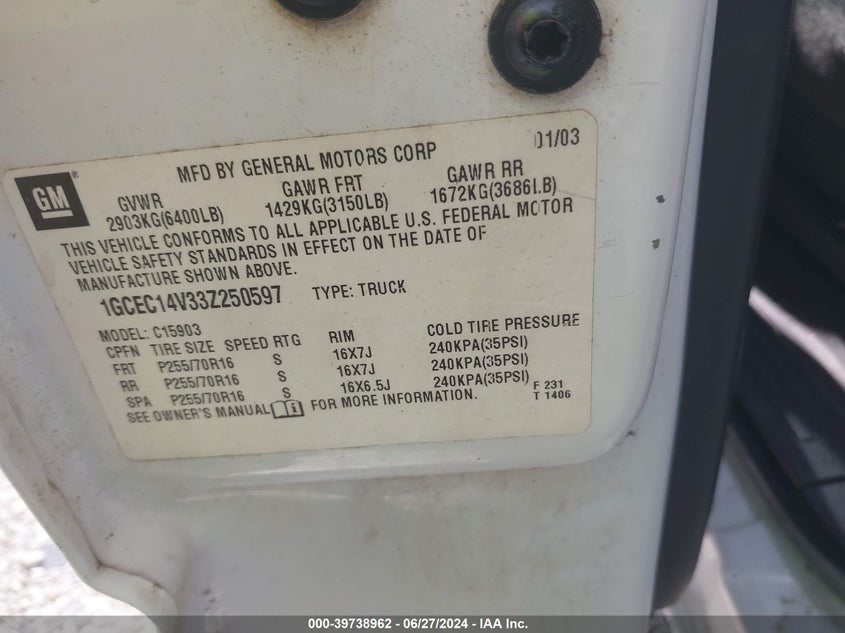 01/03
MFD BY GENERAL MOTORS CORP
GM
GVWR GAWR FRT GAWR RR
2903KG(6400LB) 1429KG(3150LB) 1672KG(3686LB)
THIS VEHICLE CONFORMS TO ALL APPLICABLE U.S. FEDERAL MOTOR
VEHICLE SAFETY STANDARDS IN EFFECT ON THE DATE OF
MANUFACTURE SHOWN ABOVE.
1GCEC14V33Z250597 TYPE: TRUCK
MODEL: C15903
CPFN TIRE SIZE SPEED RTG RIM COLD TIRE PRESSURE
FRT P255/70R16 S 16X7J 240KPA(35PSI)
RR P255/70R16 S 16X7J 240KPA(35PSI)
SPA P255/70R16 S 16X6.5J 240KPA(35PSI)
SEE OWNER'S MANUAL FOR MORE INFORMATION.
F 231
T 1406
000-39738962 - 06/27/2024 - IAA Inc.